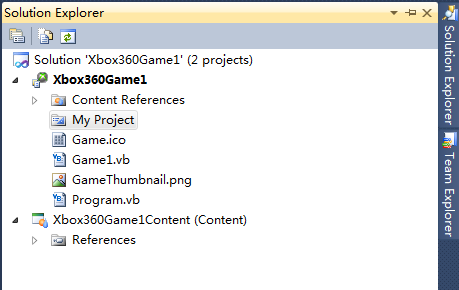 Solution Explorer
Solution 'Xbox360Game1' (2 projects)
Xbox360Game1
Content References
My Project
Game.ico
Game1.vb
GameThumbnail.png
Program.vb
Xbox360Game1Content (Content)
References
Solution Explorer
Team Explorer